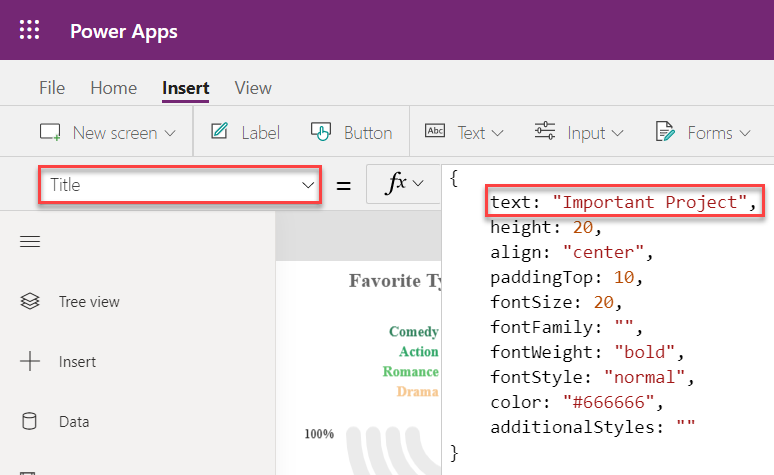 Power Apps
File Home Insert View
New screen Label Button Abc Text Input Forms
Title = fx
{
text: "Important Project",
height: 20,
align: "center",
paddingTop: 10,
fontSize: 20,
fontFamily: "",
fontWeight: "bold",
fontStyle: "normal",
color: "#666666",
additionalStyles: ""
}
Tree view
Insert
Data
Favorite Ty
Comedy
Action
Romance
Drama
100%